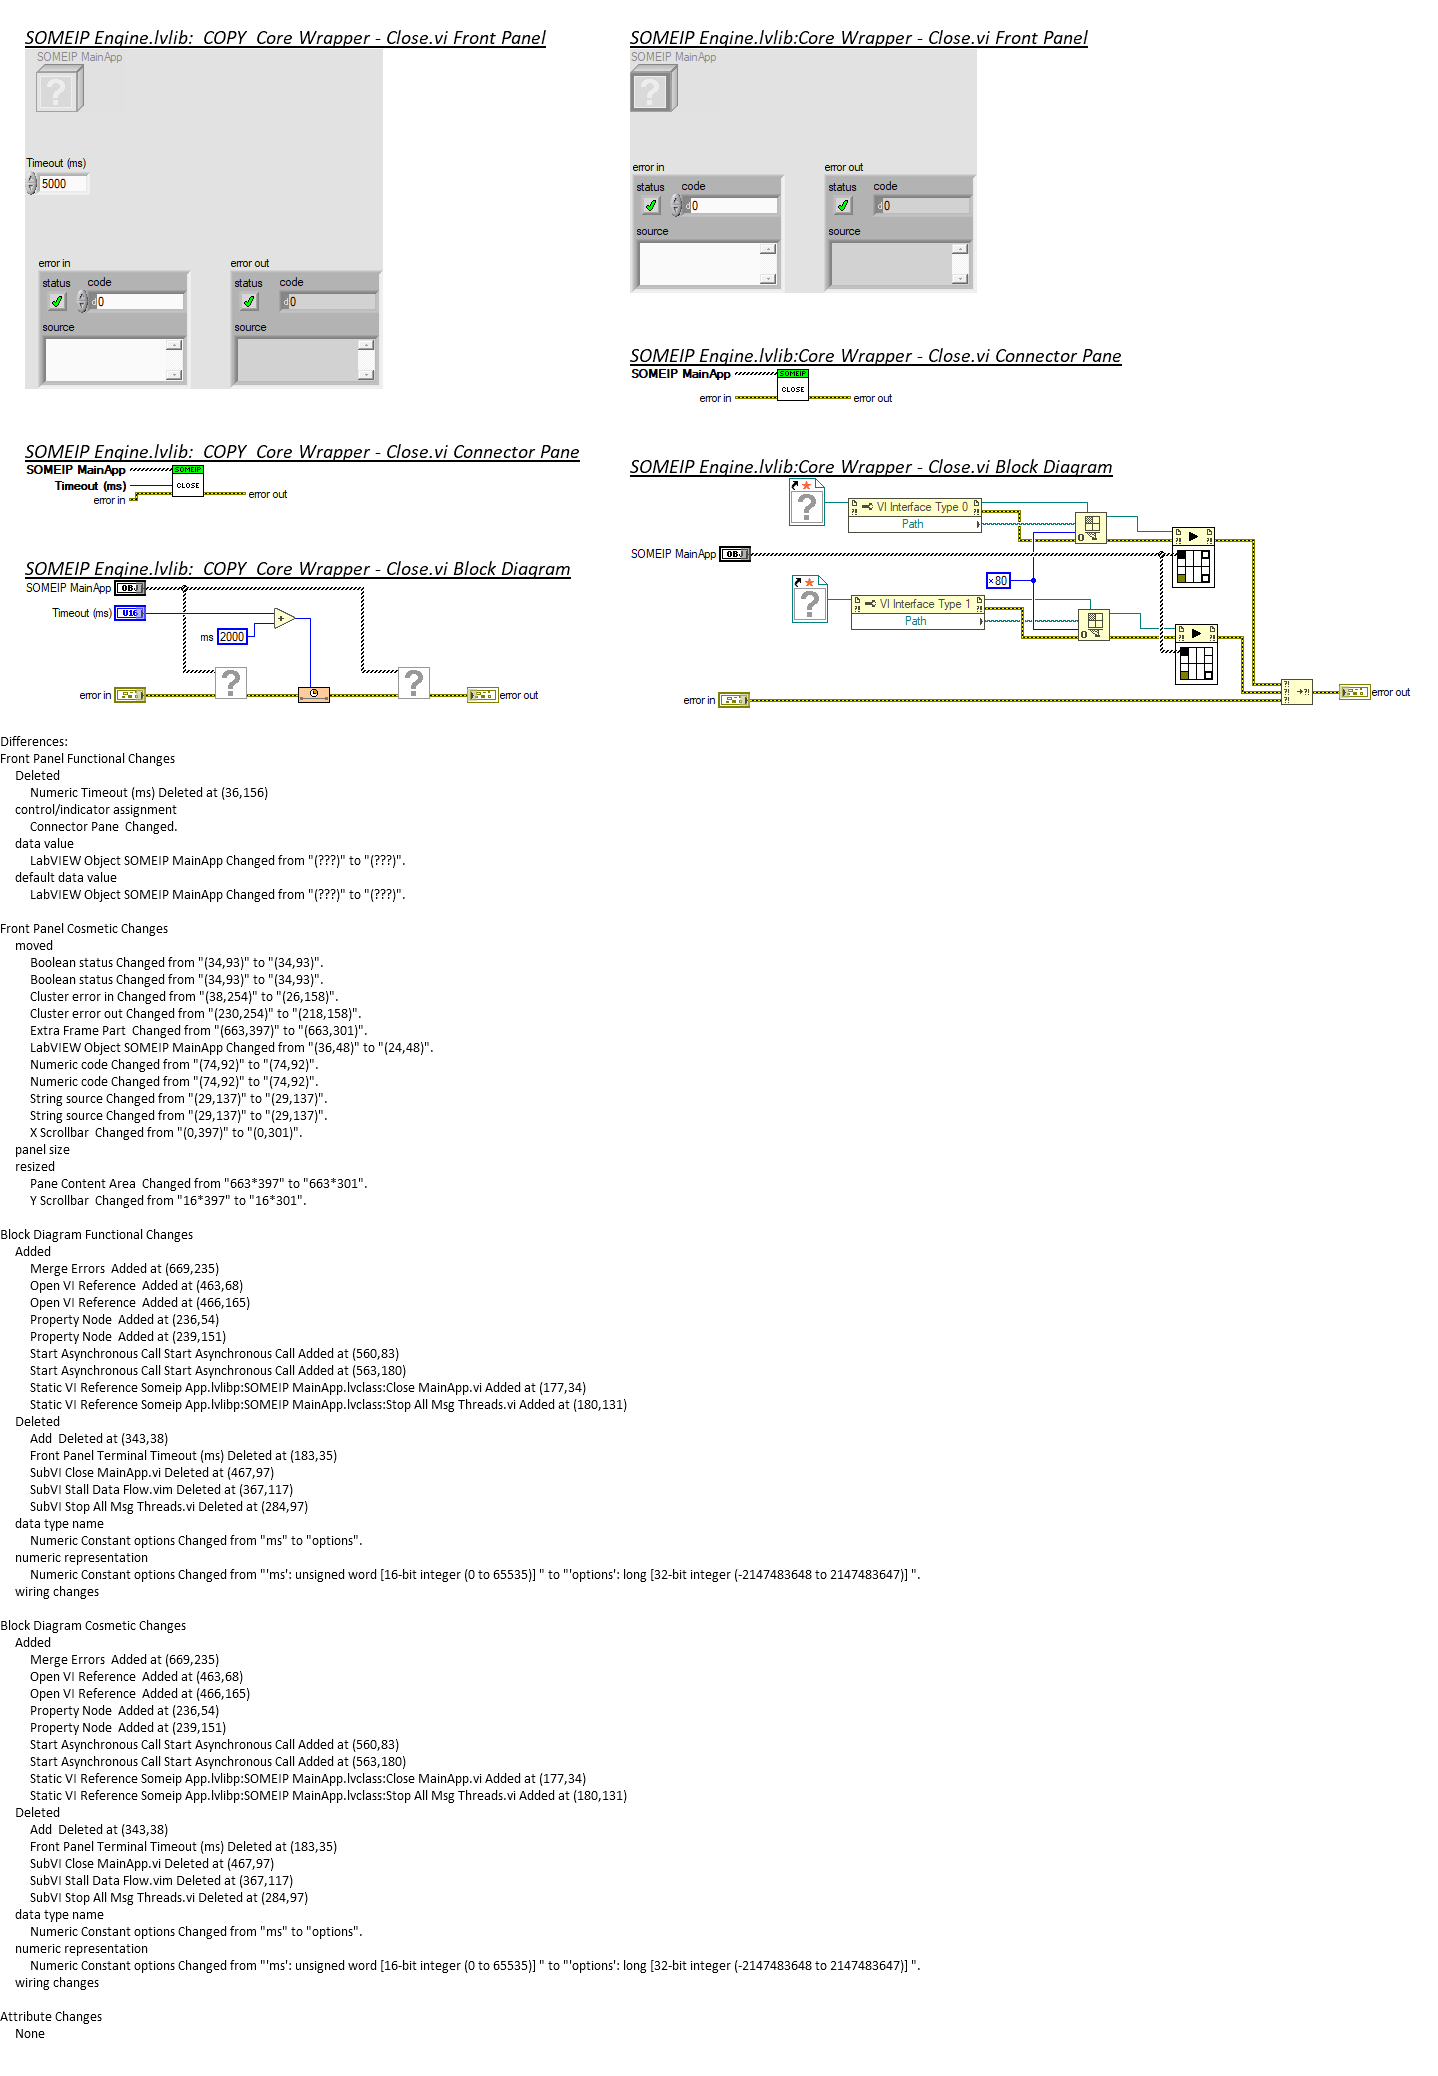 SOMEIP Engine.lvlib:  COPY  Core Wrapper - Close.vi Front Panel
SOMEIP MainApp
?
Timeout (ms)
5000
error in
status
code
d0
source
error out
status
code
d0
source
SOMEIP Engine.lvlib:  COPY  Core Wrapper - Close.vi Connector Pane
SOMEIP MainApp
Timeout (ms)
error in
SOMEIP
CLOSE
error out
SOMEIP Engine.lvlib:  COPY  Core Wrapper - Close.vi Block Diagram
SOMEIP MainApp
OBJ
Timeout (ms)
U16
ms 2000
+
error in
?
?
error out
SOMEIP Engine.lvlib:Core Wrapper - Close.vi Front Panel
SOMEIP MainApp
?
error in
status
code
d0
source
error out
status
code
d0
source
SOMEIP Engine.lvlib:Core Wrapper - Close.vi Connector Pane
SOMEIP MainApp
error in
SOMEIP
CLOSE
error out
SOMEIP Engine.lvlib:Core Wrapper - Close.vi Block Diagram
?
VI Interface Type 0
?!
?!
Path
0
?!
?!
SOMEIP MainApp
OBJ
x80
?
VI Interface Type 1
?!
?!
Path
0
?!
?!
error in
?!
?!
?!
error out
Differences:
Front Panel Functional Changes
Deleted
Numeric Timeout (ms) Deleted at (36,156)
control/indicator assignment
Connector Pane  Changed.
data value
LabVIEW Object SOMEIP MainApp Changed from "(???)" to "(???)".
default data value
LabVIEW Object SOMEIP MainApp Changed from "(???)" to "(???)".
Front Panel Cosmetic Changes
moved
Boolean status Changed from "(34,93)" to "(34,93)".
Boolean status Changed from "(34,93)" to "(34,93)".
Cluster error in Changed from "(38,254)" to "(26,158)".
Cluster error out Changed from "(230,254)" to "(218,158)".
Extra Frame Part  Changed from "(663,397)" to "(663,301)".
LabVIEW Object SOMEIP MainApp Changed from "(36,48)" to "(24,48)".
Numeric code Changed from "(74,92)" to "(74,92)".
Numeric code Changed from "(74,92)" to "(74,92)".
String source Changed from "(29,137)" to "(29,137)".
String source Changed from "(29,137)" to "(29,137)".
X Scrollbar  Changed from "(0,397)" to "(0,301)".
panel size
resized
Pane Content Area  Changed from "663*397" to "663*301".
Y Scrollbar  Changed from "16*397" to "16*301".
Block Diagram Functional Changes
Added
Merge Errors  Added at (669,235)
Open VI Reference  Added at (463,68)
Open VI Reference  Added at (466,165)
Property Node  Added at (236,54)
Property Node  Added at (239,151)
Start Asynchronous Call Start Asynchronous Call Added at (560,83)
Start Asynchronous Call Start Asynchronous Call Added at (563,180)
Static VI Reference Someip App.lvlibp:SOMEIP MainApp.lvclass:Close MainApp.vi Added at (177,34)
Static VI Reference Someip App.lvlibp:SOMEIP MainApp.lvclass:Stop All Msg Threads.vi Added at (180,131)
Deleted
Add  Deleted at (343,38)
Front Panel Terminal Timeout (ms) Deleted at (183,35)
SubVI Close MainApp.vi Deleted at (467,97)
SubVI Stall Data Flow.vim Deleted at (367,117)
SubVI Stop All Msg Threads.vi Deleted at (284,97)
data type name
Numeric Constant options Changed from "ms" to "options".
numeric representation
Numeric Constant options Changed from "'ms': unsigned word [16-bit integer (0 to 65535)] " to "'options': long [32-bit integer (-2147483648 to 2147483647)] ".
wiring changes
Block Diagram Cosmetic Changes
Added
Merge Errors  Added at (669,235)
Open VI Reference  Added at (463,68)
Open VI Reference  Added at (466,165)
Property Node  Added at (236,54)
Property Node  Added at (239,151)
Start Asynchronous Call Start Asynchronous Call Added at (560,83)
Start Asynchronous Call Start Asynchronous Call Added at (563,180)
Static VI Reference Someip App.lvlibp:SOMEIP MainApp.lvclass:Close MainApp.vi Added at (177,34)
Static VI Reference Someip App.lvlibp:SOMEIP MainApp.lvclass:Stop All Msg Threads.vi Added at (180,131)
Deleted
Add  Deleted at (343,38)
Front Panel Terminal Timeout (ms) Deleted at (183,35)
SubVI Close MainApp.vi Deleted at (467,97)
SubVI Stall Data Flow.vim Deleted at (367,117)
SubVI Stop All Msg Threads.vi Deleted at (284,97)
data type name
Numeric Constant options Changed from "ms" to "options".
numeric representation
Numeric Constant options Changed from "'ms': unsigned word [16-bit integer (0 to 65535)] " to "'options': long [32-bit integer (-2147483648 to 2147483647)] ".
wiring changes
Attribute Changes
None